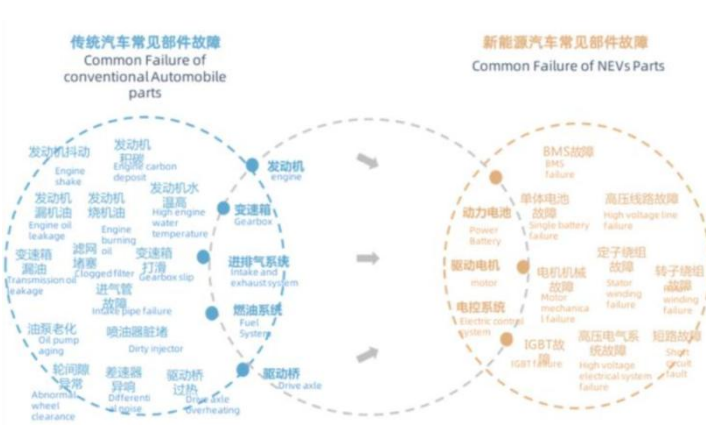 传统汽车常见部件故障
Common Failure of
conventional Automobile
parts
发动机抖动
Engine
shake
发动机
积碳
Engine carbon
deposit
发动机
漏机油
Engine oil
leakage
发动机
烧机油
Engine
burning
oil
发动机水
温高
High engine
water
temperature
变速箱
漏油
Transmission oil
leakage
滤网
堵塞
Clogged filter
变速箱
打滑
Gearbox slip
进气管
故障
Intake pipe failure
油泵老化
Oil pump
aging
喷油器脏堵
Dirty injector
轮间隙
异常
Abnormal
wheel
clearance
差速器
异响
Differenti
al noise
驱动桥
过热
Drive axle
overheating
发动机
engine
变速箱
Gearbox
进排气系统
Intake and
exhaust system
燃油系统
Fuel
System
驱动桥
Drive axle
新能源汽车常见部件故障
Common Failure of NEVs Parts
动力电池
Power
Battery
驱动电机
motor
电控系统
Electric control
system
BMS故障
BMS
failure
单体电池
故障
Single battery
failure
高压线路故障
High voltage line
failure
电机机械
故障
Motor
mechanica
l failure
定子绕组
故障
Stator
winding
failure
转子绕组
故障
winding
failure
IGBT故
障
IGBT failure
高压电气系
统故障
High voltage
electrical system
failure
短路故障
Short
circuit
fault